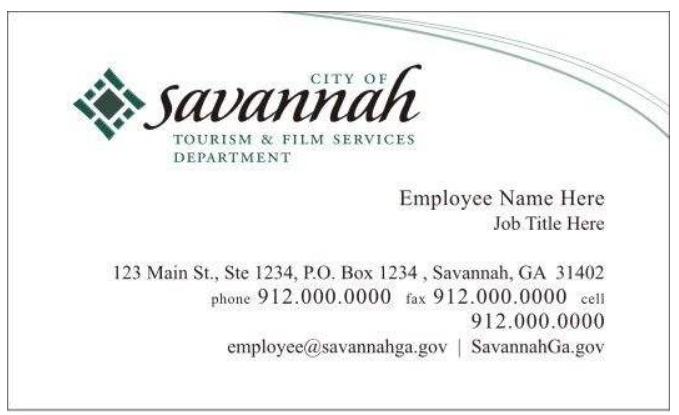 CITY OF
savannah
TOURISM & FILM SERVICES
DEPARTMENT
Employee Name Here
Job Title Here
123 Main St., Ste 1234, P.O. Box 1234 , Savannah, GA 31402
phone 912.000.0000 fax 912.000.0000 cell
912.000.0000
employee@savannahga.gov | SavannahGa.gov